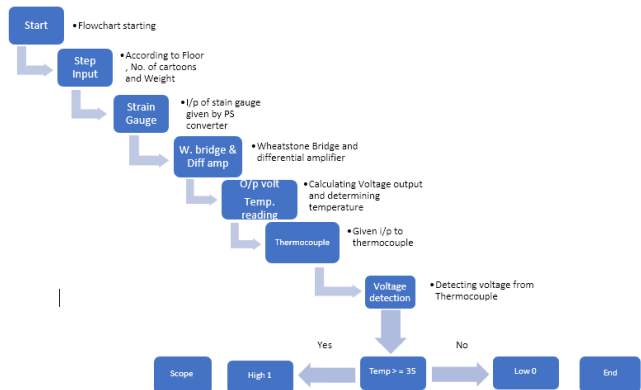 Start
•Flowchart starting
Step
Input
•According to Floor
, No. of cartoons
and Weight
Strain
Gauge
•I/p of stain gauge
given by PS
converter
W. bridge &
Diff amp
•Wheatstone Bridge and
differential amplifier
O/p volt
Temp.
reading
•Calculating Voltage output
and determining
temperature
Thermocouple
•Given i/p to
thermocouple
Voltage
detection
•Detecting voltage from
Thermocouple
Yes
No
Scope
High 1
Temp > = 35
Low 0
End